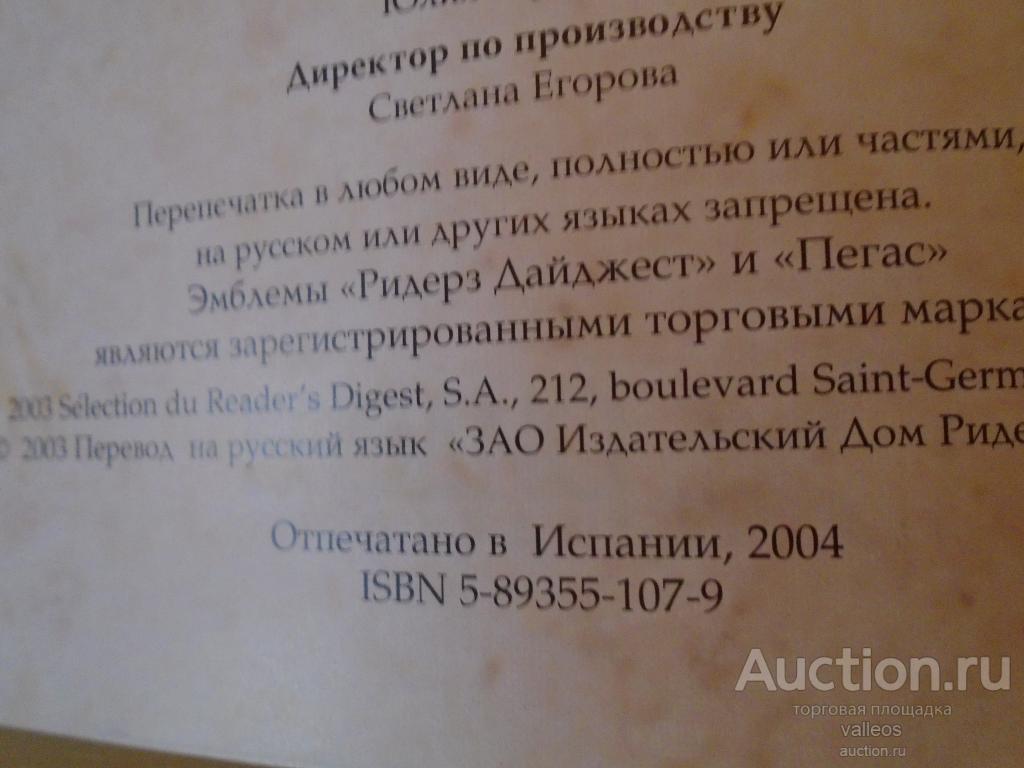 Директор по производству
Светлана Егорова
Перепечатка в любом виде, полностью или частями,
на русском или других языках запрещена.
Эмблемы «Ридерз Дайджест» и «Пегас»
являются зарегистрированными торговыми марка
2003 Sélection du Reader's Digest, S.A., 212, boulevard Saint-Germ
© 2003 Перевод на русский язык «ЗАО Издательский Дом Риде
Отпечатано в Испании, 2004
ISBN 5-89355-107-9
Auction.ru
торговая площадка
valleos
auction.ru